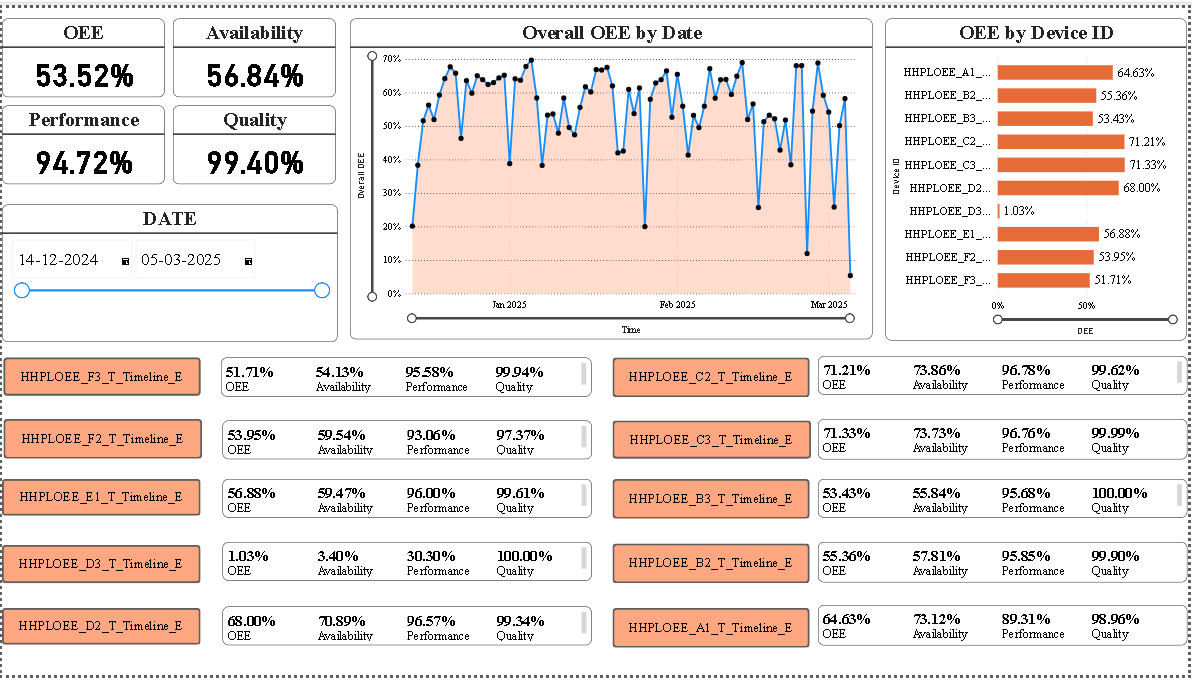 OEE
53.52%
Availability
56.84%
Performance
94.72%
Quality
99.40%
DATE
14-12-2024
05-03-2025
Overall OEE by Date
Overall OEE
70%
60%
50%
40%
30%
20%
10%
0%
Jan 2025
Feb 2025
Mar 2025
Time
OEE by Device ID
Device ID
HHPLOEE_A1_... 64.63%
HHPLOEE_B2_... 55.36%
HHPLOEE_B3_... 53.43%
HHPLOEE_C2_... 71.21%
HHPLOEE_C3_... 71.33%
HHPLOEE_D2... 68.00%
HHPLOEE_D3... 1.03%
HHPLOEE_E1_... 56.88%
HHPLOEE_F2_... 53.95%
HHPLOEE_F3_... 51.71%
0% 50%
OEE
HHPLOEE_F3_T_Timeline_E
51.71% 54.13% 95.58% 99.94%
OEE Availability Performance Quality
HHPLOEE_C2_T_Timeline_E
71.21% 73.86% 96.78% 99.62%
OEE Availability Performance Quality
HHPLOEE_F2_T_Timeline_E
53.95% 59.54% 93.06% 97.37%
OEE Availability Performance Quality
HHPLOEE_C3_T_Timeline_E
71.33% 73.73% 96.76% 99.99%
OEE Availability Performance Quality
HHPLOEE_E1_T_Timeline_E
56.88% 59.47% 96.00% 99.61%
OEE Availability Performance Quality
HHPLOEE_B3_T_Timeline_E
53.43% 55.84% 95.68% 100.00%
OEE Availability Performance Quality
HHPLOEE_D3_T_Timeline_E
1.03% 3.40% 30.30% 100.00%
OEE Availability Performance Quality
HHPLOEE_B2_T_Timeline_E
55.36% 57.81% 95.85% 99.90%
OEE Availability Performance Quality
HHPLOEE_D2_T_Timeline_E
68.00% 70.89% 96.57% 99.34%
OEE Availability Performance Quality
HHPLOEE_A1_T_Timeline_E
64.63% 73.12% 89.31% 98.96%
OEE Availability Performance Quality